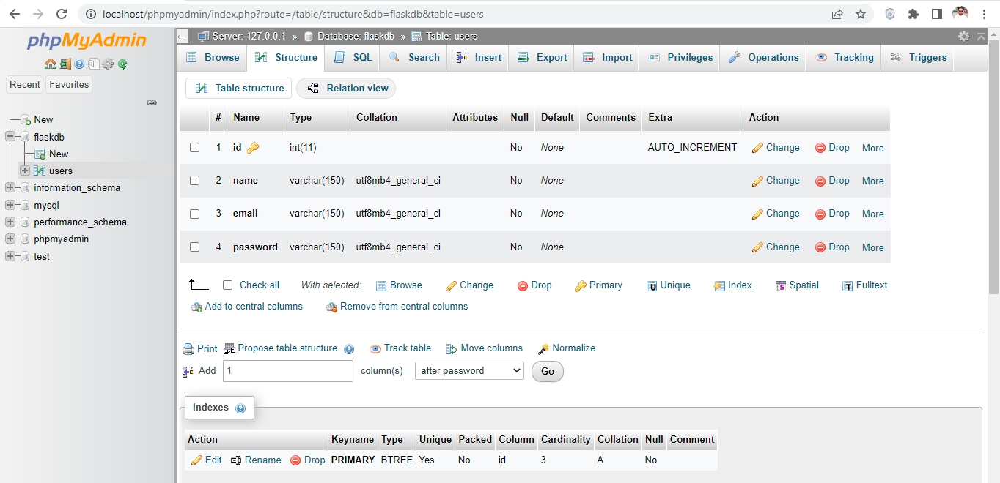 localhost/phpmyadmin/index.php?route=/table/structure&db=flaskdb&table=users
phpMyAdmin
Recent Favorites
New
flaskdb
New
users
information_schema
mysql
performance_schema
phpmyadmin
test
Server: 127.0.0.1 » Database: flaskdb » Table: users
Browse Structure SQL Search Insert Export Import Privileges Operations Tracking Triggers
Table structure Relation view
# Name Type Collation Attributes Null Default Comments Extra Action
1 id int(11) No None AUTO_INCREMENT Change Drop More
2 name varchar(150) utf8mb4_general_ci No None Change Drop More
3 email varchar(150) utf8mb4_general_ci No None Change Drop More
4 password varchar(150) utf8mb4_general_ci No None Change Drop More
Check all With selected: Browse Change Drop Primary Unique Index Spatial Fulltext
Add to central columns Remove from central columns
Print Propose table structure Track table Move columns Normalize
Add 1 column(s) after password Go
Indexes
Action Keyname Type Unique Packed Column Cardinality Collation Null Comment
Edit Rename Drop PRIMARY BTREE Yes No id 3 A No